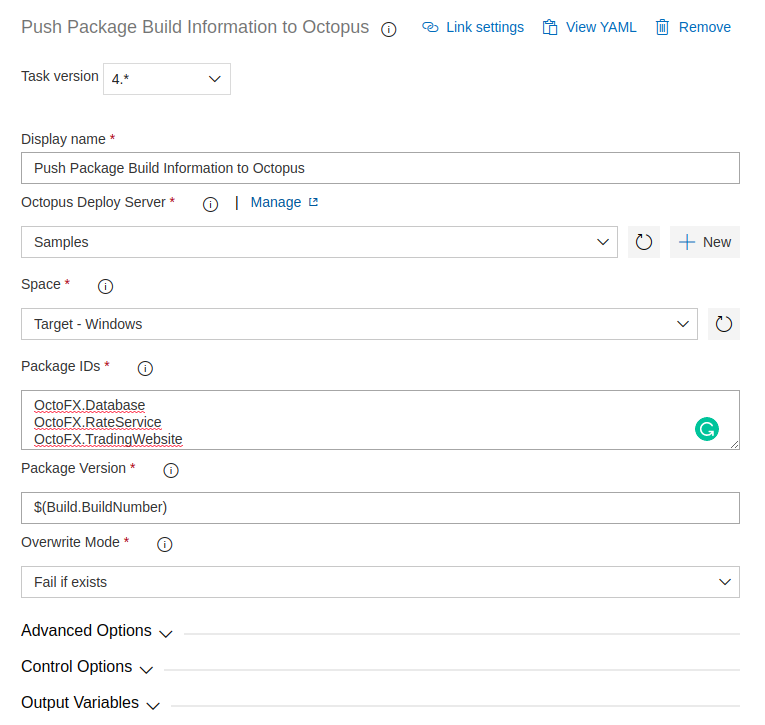 Push Package Build Information to Octopus Link settings View YAML Remove
Task version 4.*
Display name *
Push Package Build Information to Octopus
Octopus Deploy Server * | Manage
Samples New
Space *
Target - Windows
Package IDs *
OctoFX.Database
OctoFX.RateService
OctoFX.TradingWebsite
Package Version *
$(Build.BuildNumber)
Overwrite Mode *
Fail if exists
Advanced Options
Control Options
Output Variables